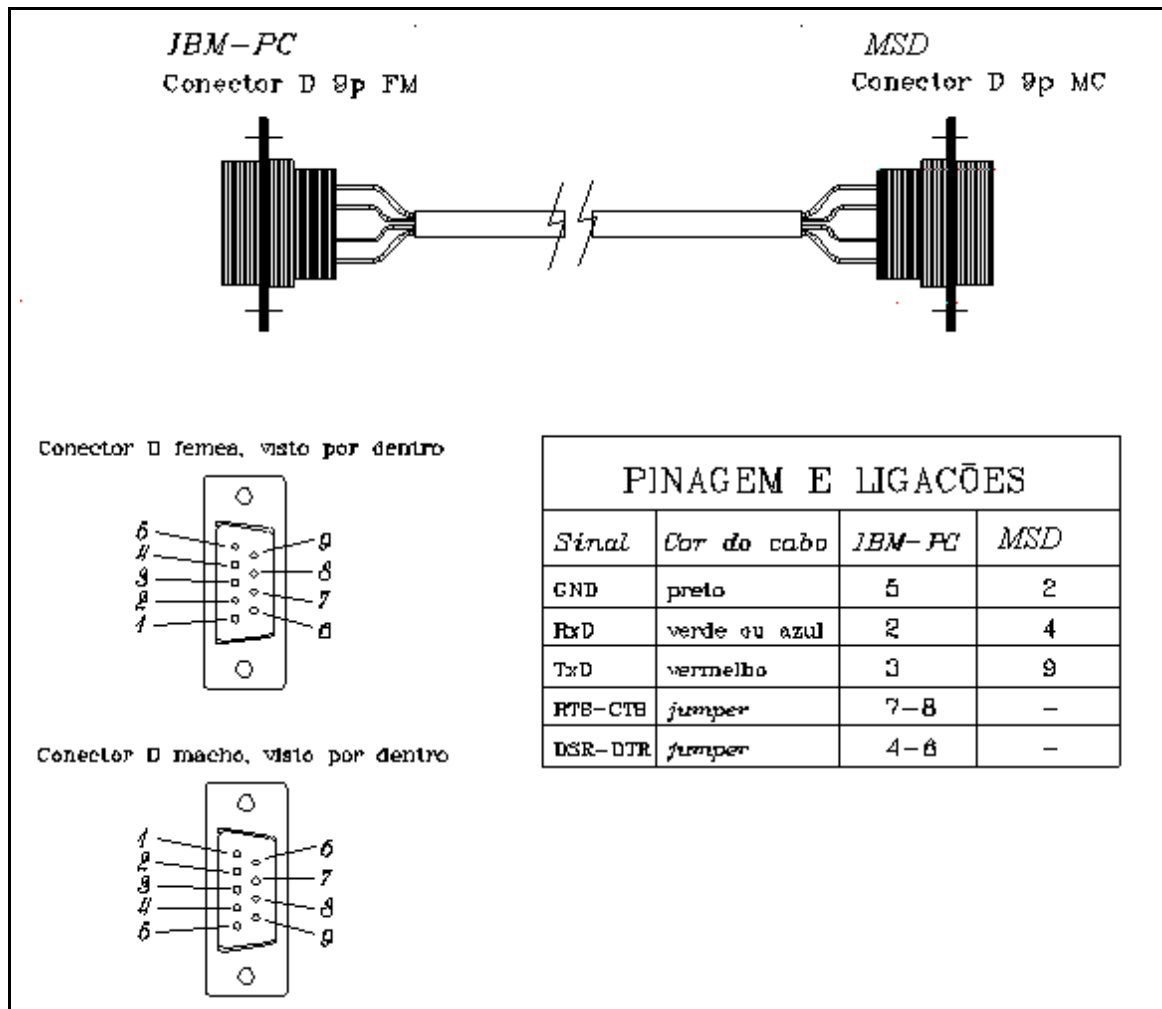 IBM-PC
Conector D 9p FM
MSD
Conector D 9p MC
Conector D femea, visto por dentro
5
4
3
2
1
9
8
7
6
Conector D macho, visto por dentro
1
2
3
4
5
6
7
8
9
PINAGEM E LIGACÕES
Sinal Cor do cabo IBM-PC MSD
GND preto 5 2
RxD verde ou azul 2 4
TxD vermelho 3 9
RTS-CTS jumper 7-8 -
DSR-DTR jumper 4-6 -